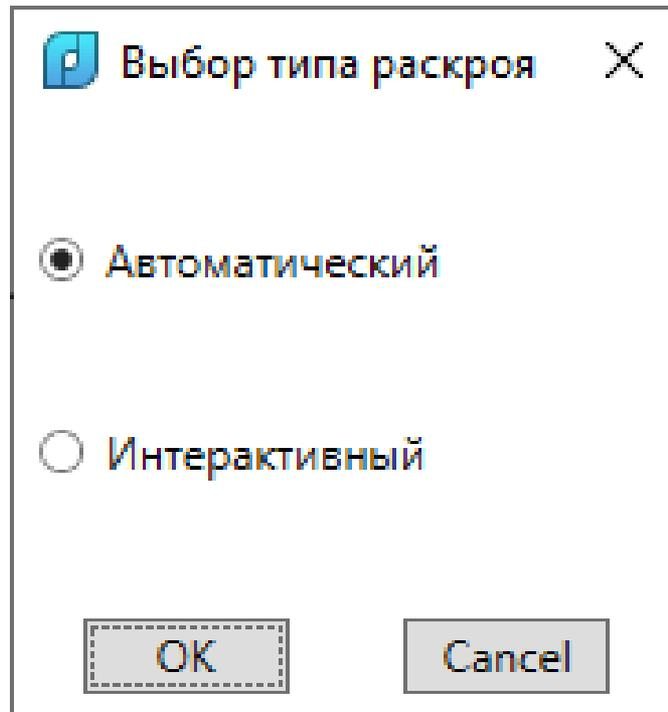 Выбор типа раскроя
Автоматический
Интерактивный
OK
Cancel